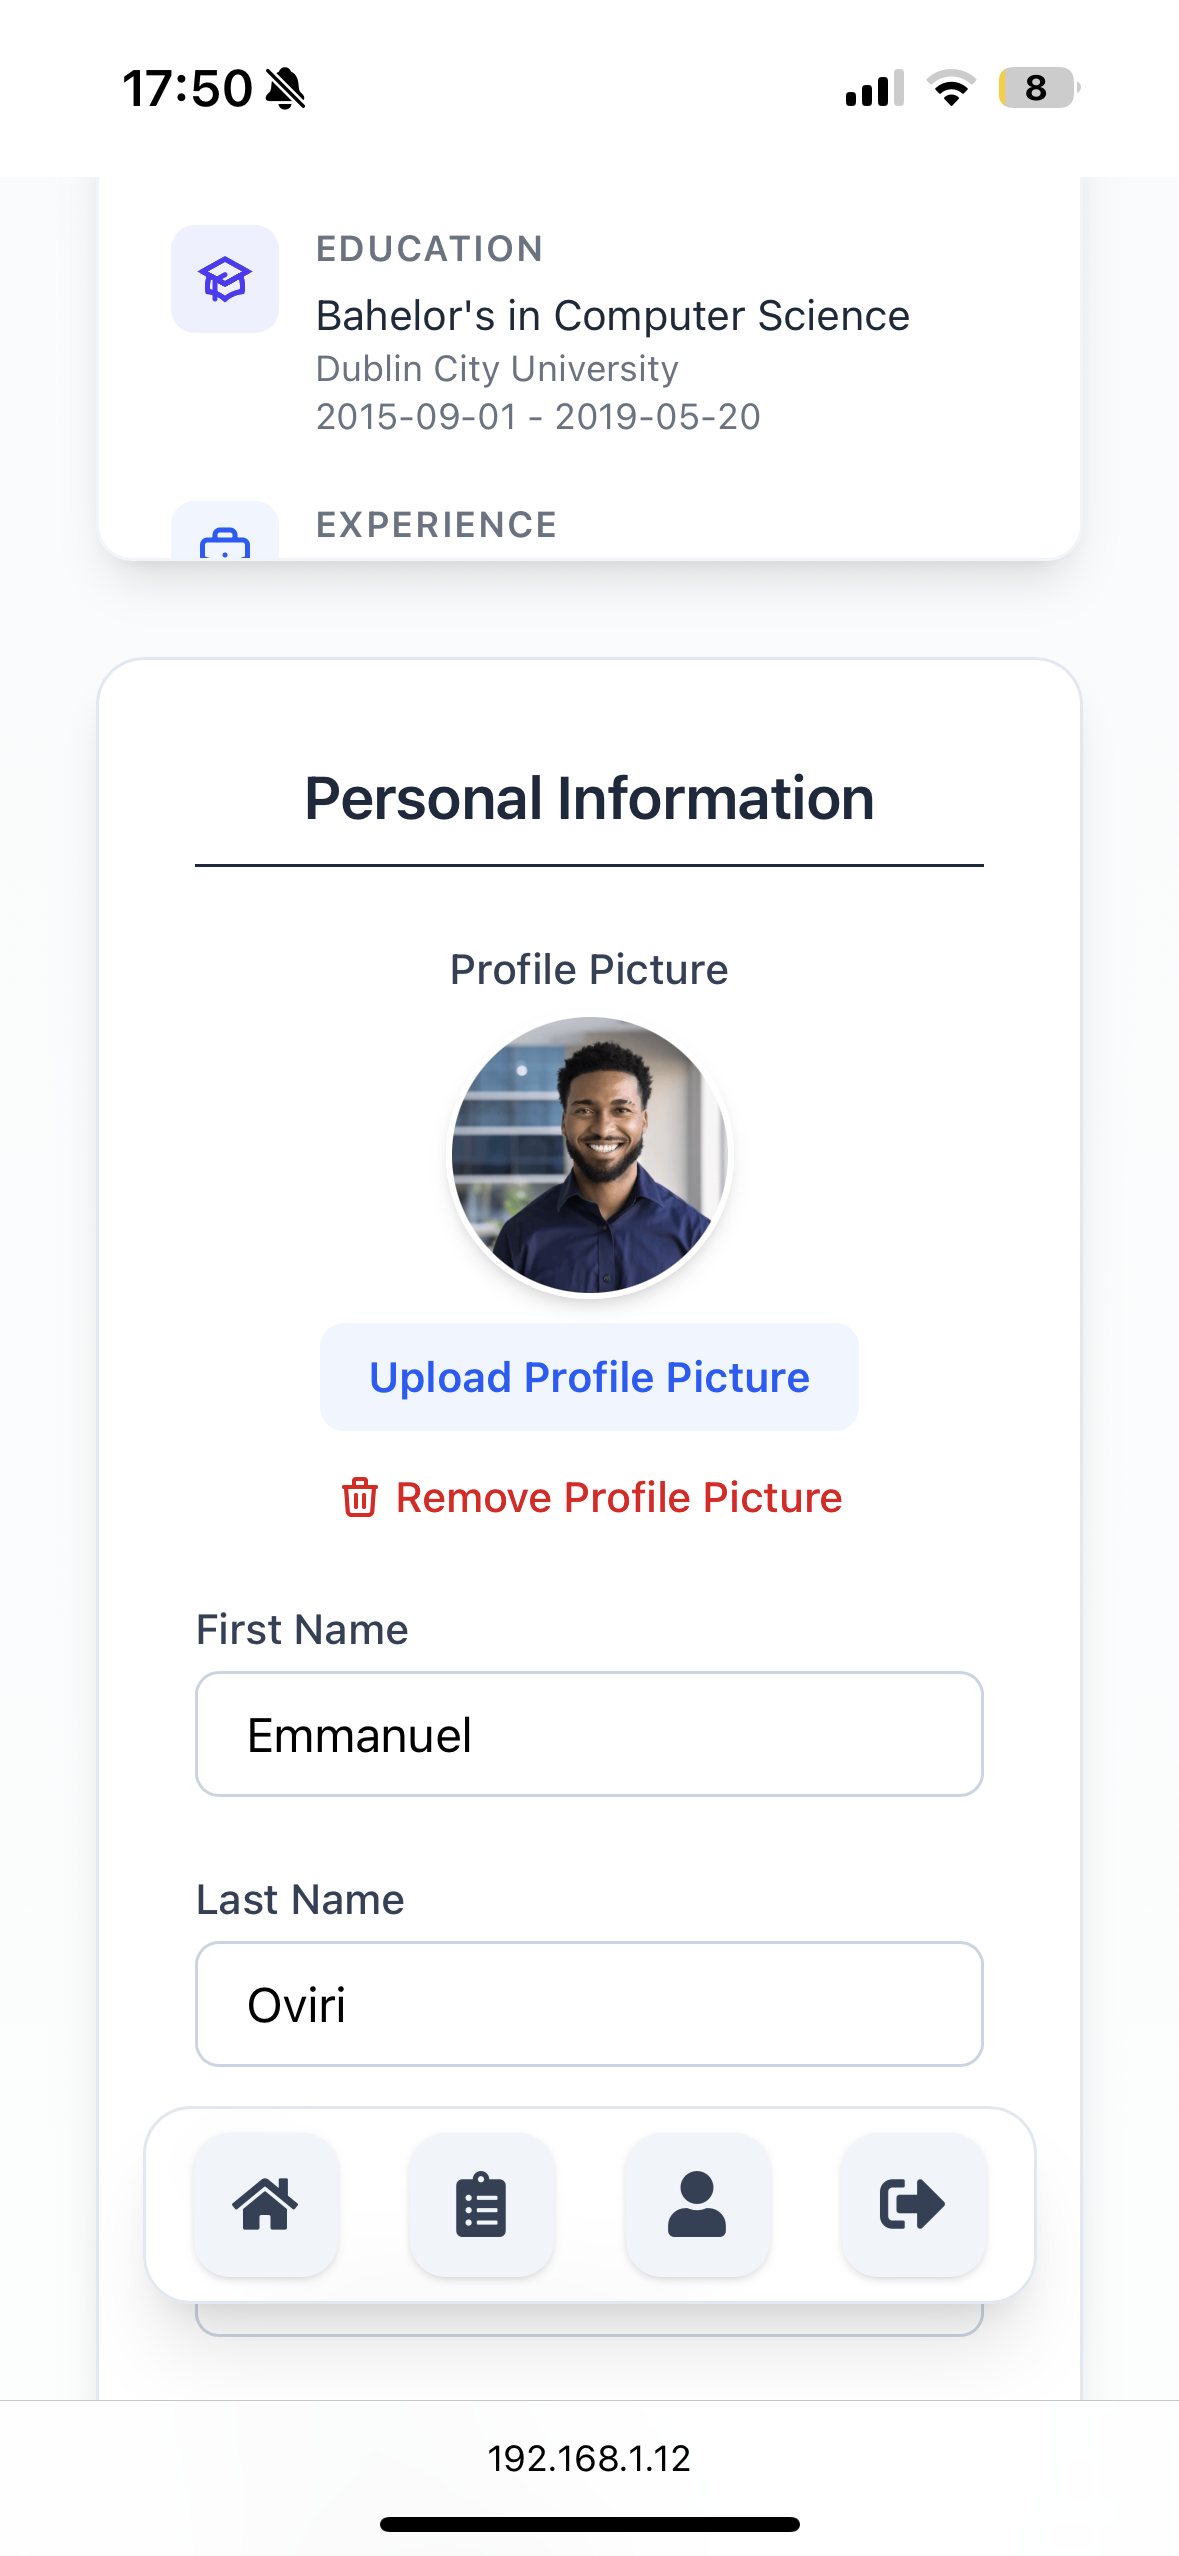 17:50
8
EDUCATION
Bahelor's in Computer Science
Dublin City University
2015-09-01 - 2019-05-20
EXPERIENCE
Personal Information
Profile Picture
Upload Profile Picture
Remove Profile Picture
First Name
Emmanuel
Last Name
Oviri
192.168.1.12